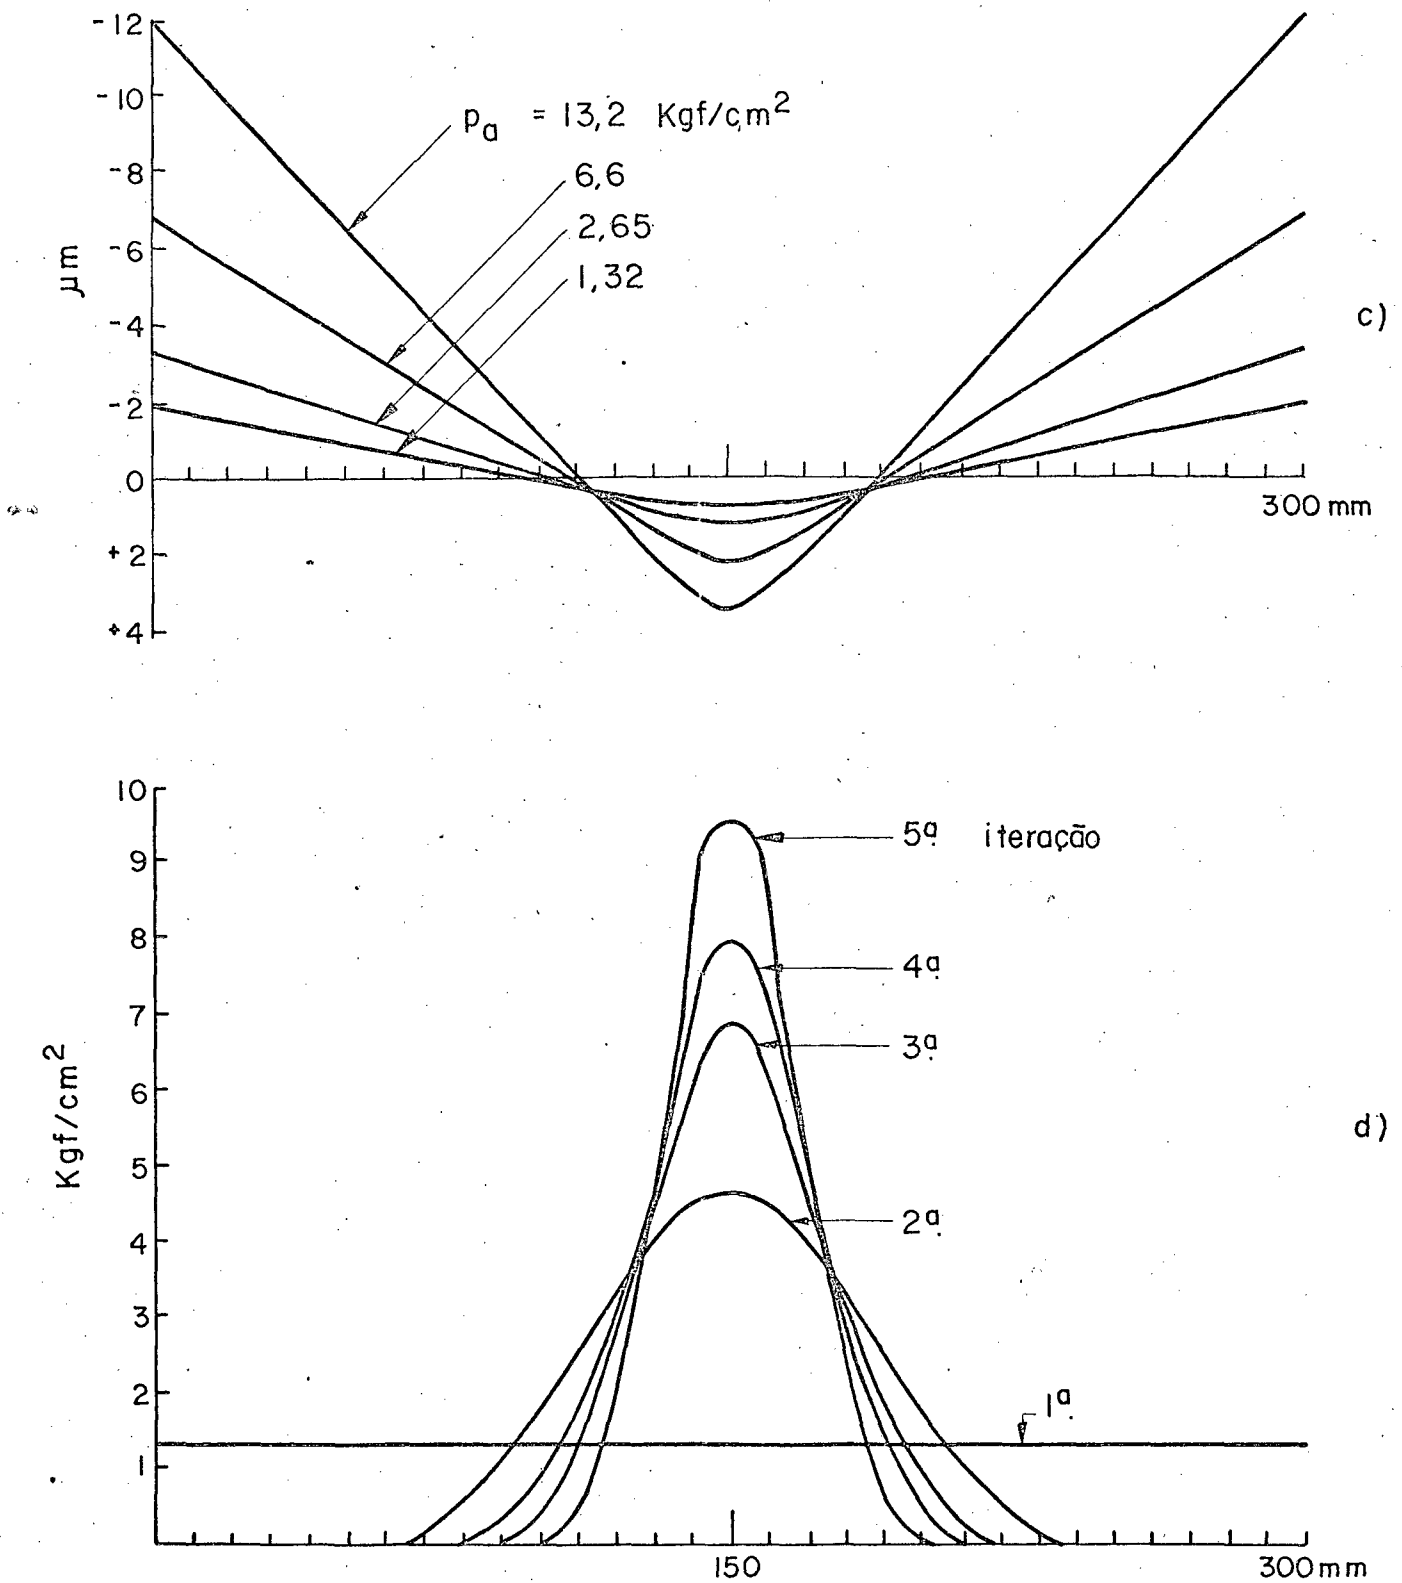 -12
-10
-8
-6
-4
-2
0
+2
+4
μm
pa = 13,2 Kgf/cm²
6,6
2,65
1,32
300 mm
c)
10
9
8
7
6
5
4
3
2
1
Kgf/cm²
5ª iteração
4ª
3ª
2ª
1ª
150
300mm
d)